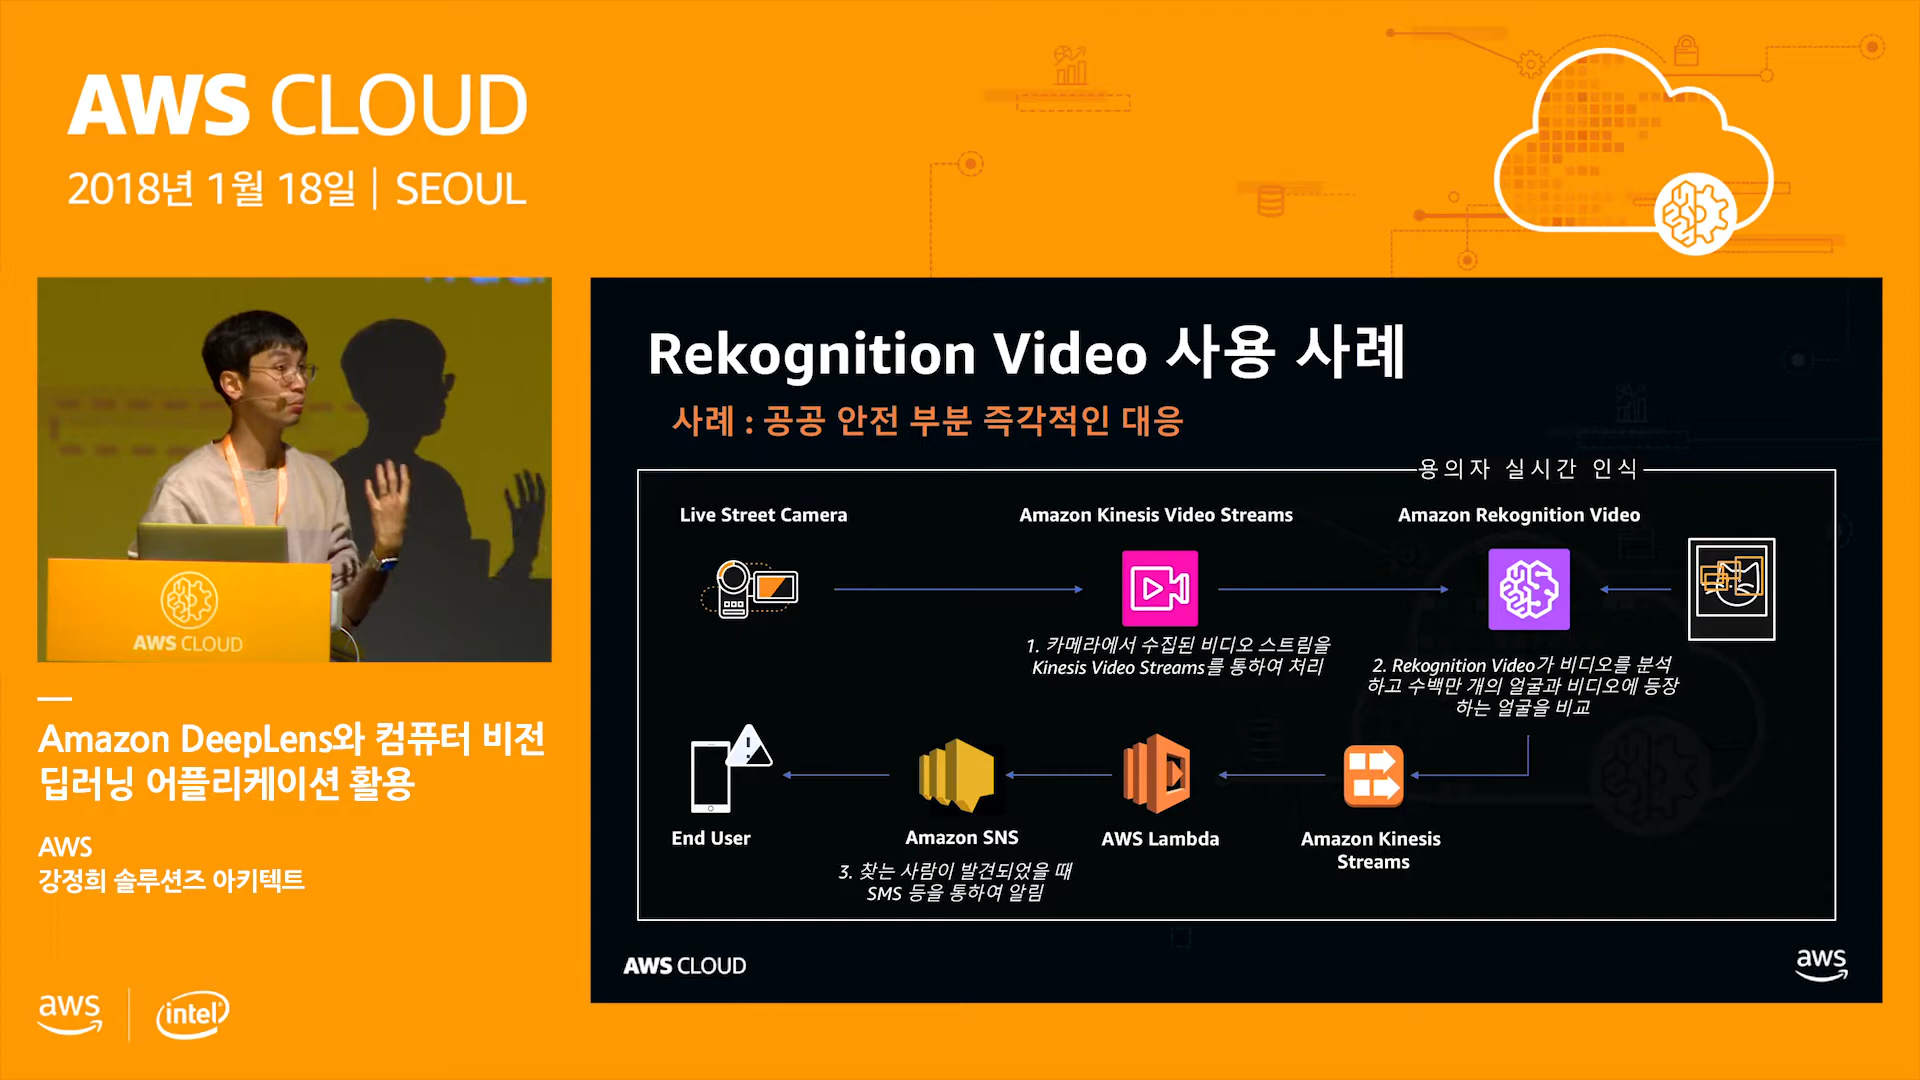 AWS CLOUD
2018년 1월 18일 | SEOUL
AWS CLOUD
Amazon DeepLens와 컴퓨터 비전
딥러닝 어플리케이션 활용
AWS
강정희 솔루션즈 아키텍트
aws
intel
Rekognition Video 사용 사례
사례 : 공공 안전 부분 즉각적인 대응
용의자 실시간 인식
Live Street Camera
Amazon Kinesis Video Streams
Amazon Rekognition Video
1. 카메라에서 수집된 비디오 스트림을
Kinesis Video Streams를 통하여 처리
2. Rekognition Video가 비디오를 분석
하고 수백만 개의 얼굴과 비디오에 등장
하는 얼굴을 비교
End User
Amazon SNS
AWS Lambda
Amazon Kinesis
Streams
3. 찾는 사람이 발견되었을 때
SMS 등을 통하여 알림
AWS CLOUD
aws